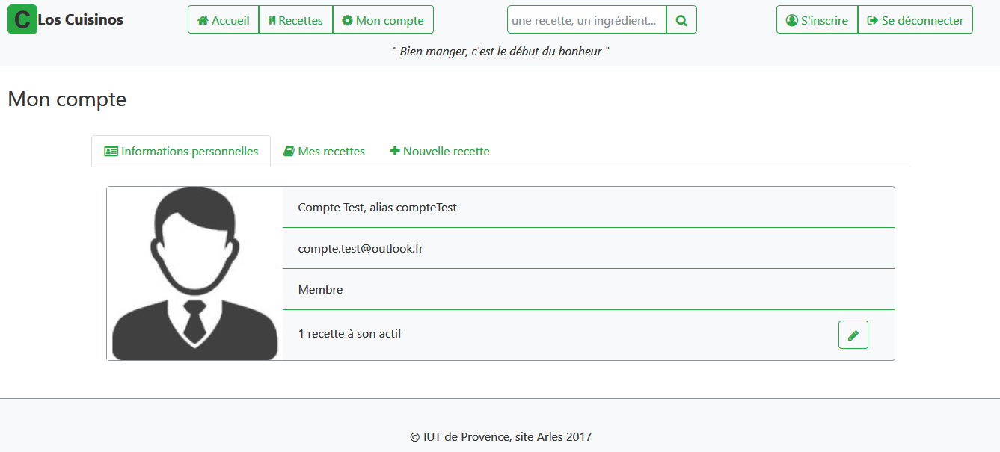 C Los Cuisinos Accueil Recettes Mon compte une recette, un ingrédient... S'inscrire Se déconnecter
" Bien manger, c'est le début du bonheur "
Mon compte
Informations personnelles Mes recettes Nouvelle recette
Compte Test, alias compteTest
compte.test@outlook.fr
Membre
1 recette à son actif
© IUT de Provence, site Arles 2017